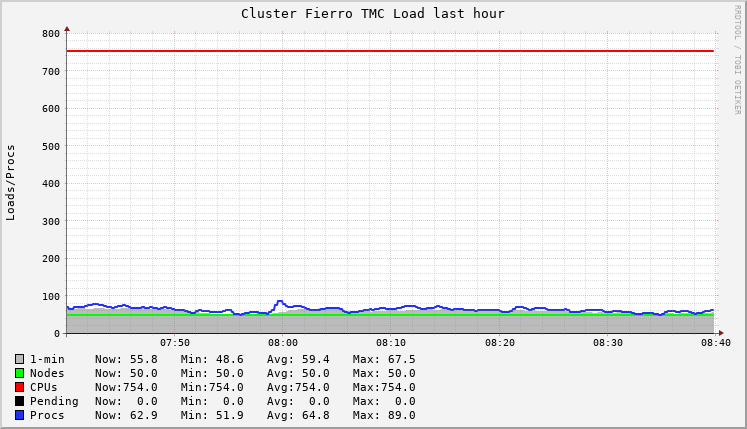 Cluster Fierro TMC Load last hour
RRDTOOL / TOBI OETIKER
Loads/Procs
800
700
600
500
400
300
200
100
0
07:50 08:00 08:10 08:20 08:30 08:40
1-min Now: 55.8 Min: 48.6 Avg: 59.4 Max: 67.5
Nodes Now: 50.0 Min: 50.0 Avg: 50.0 Max: 50.0
CPUs Now:754.0 Min:754.0 Avg:754.0 Max:754.0
Pending Now: 0.0 Min: 0.0 Avg: 0.0 Max: 0.0
Procs Now: 62.9 Min: 51.9 Avg: 64.8 Max: 89.0